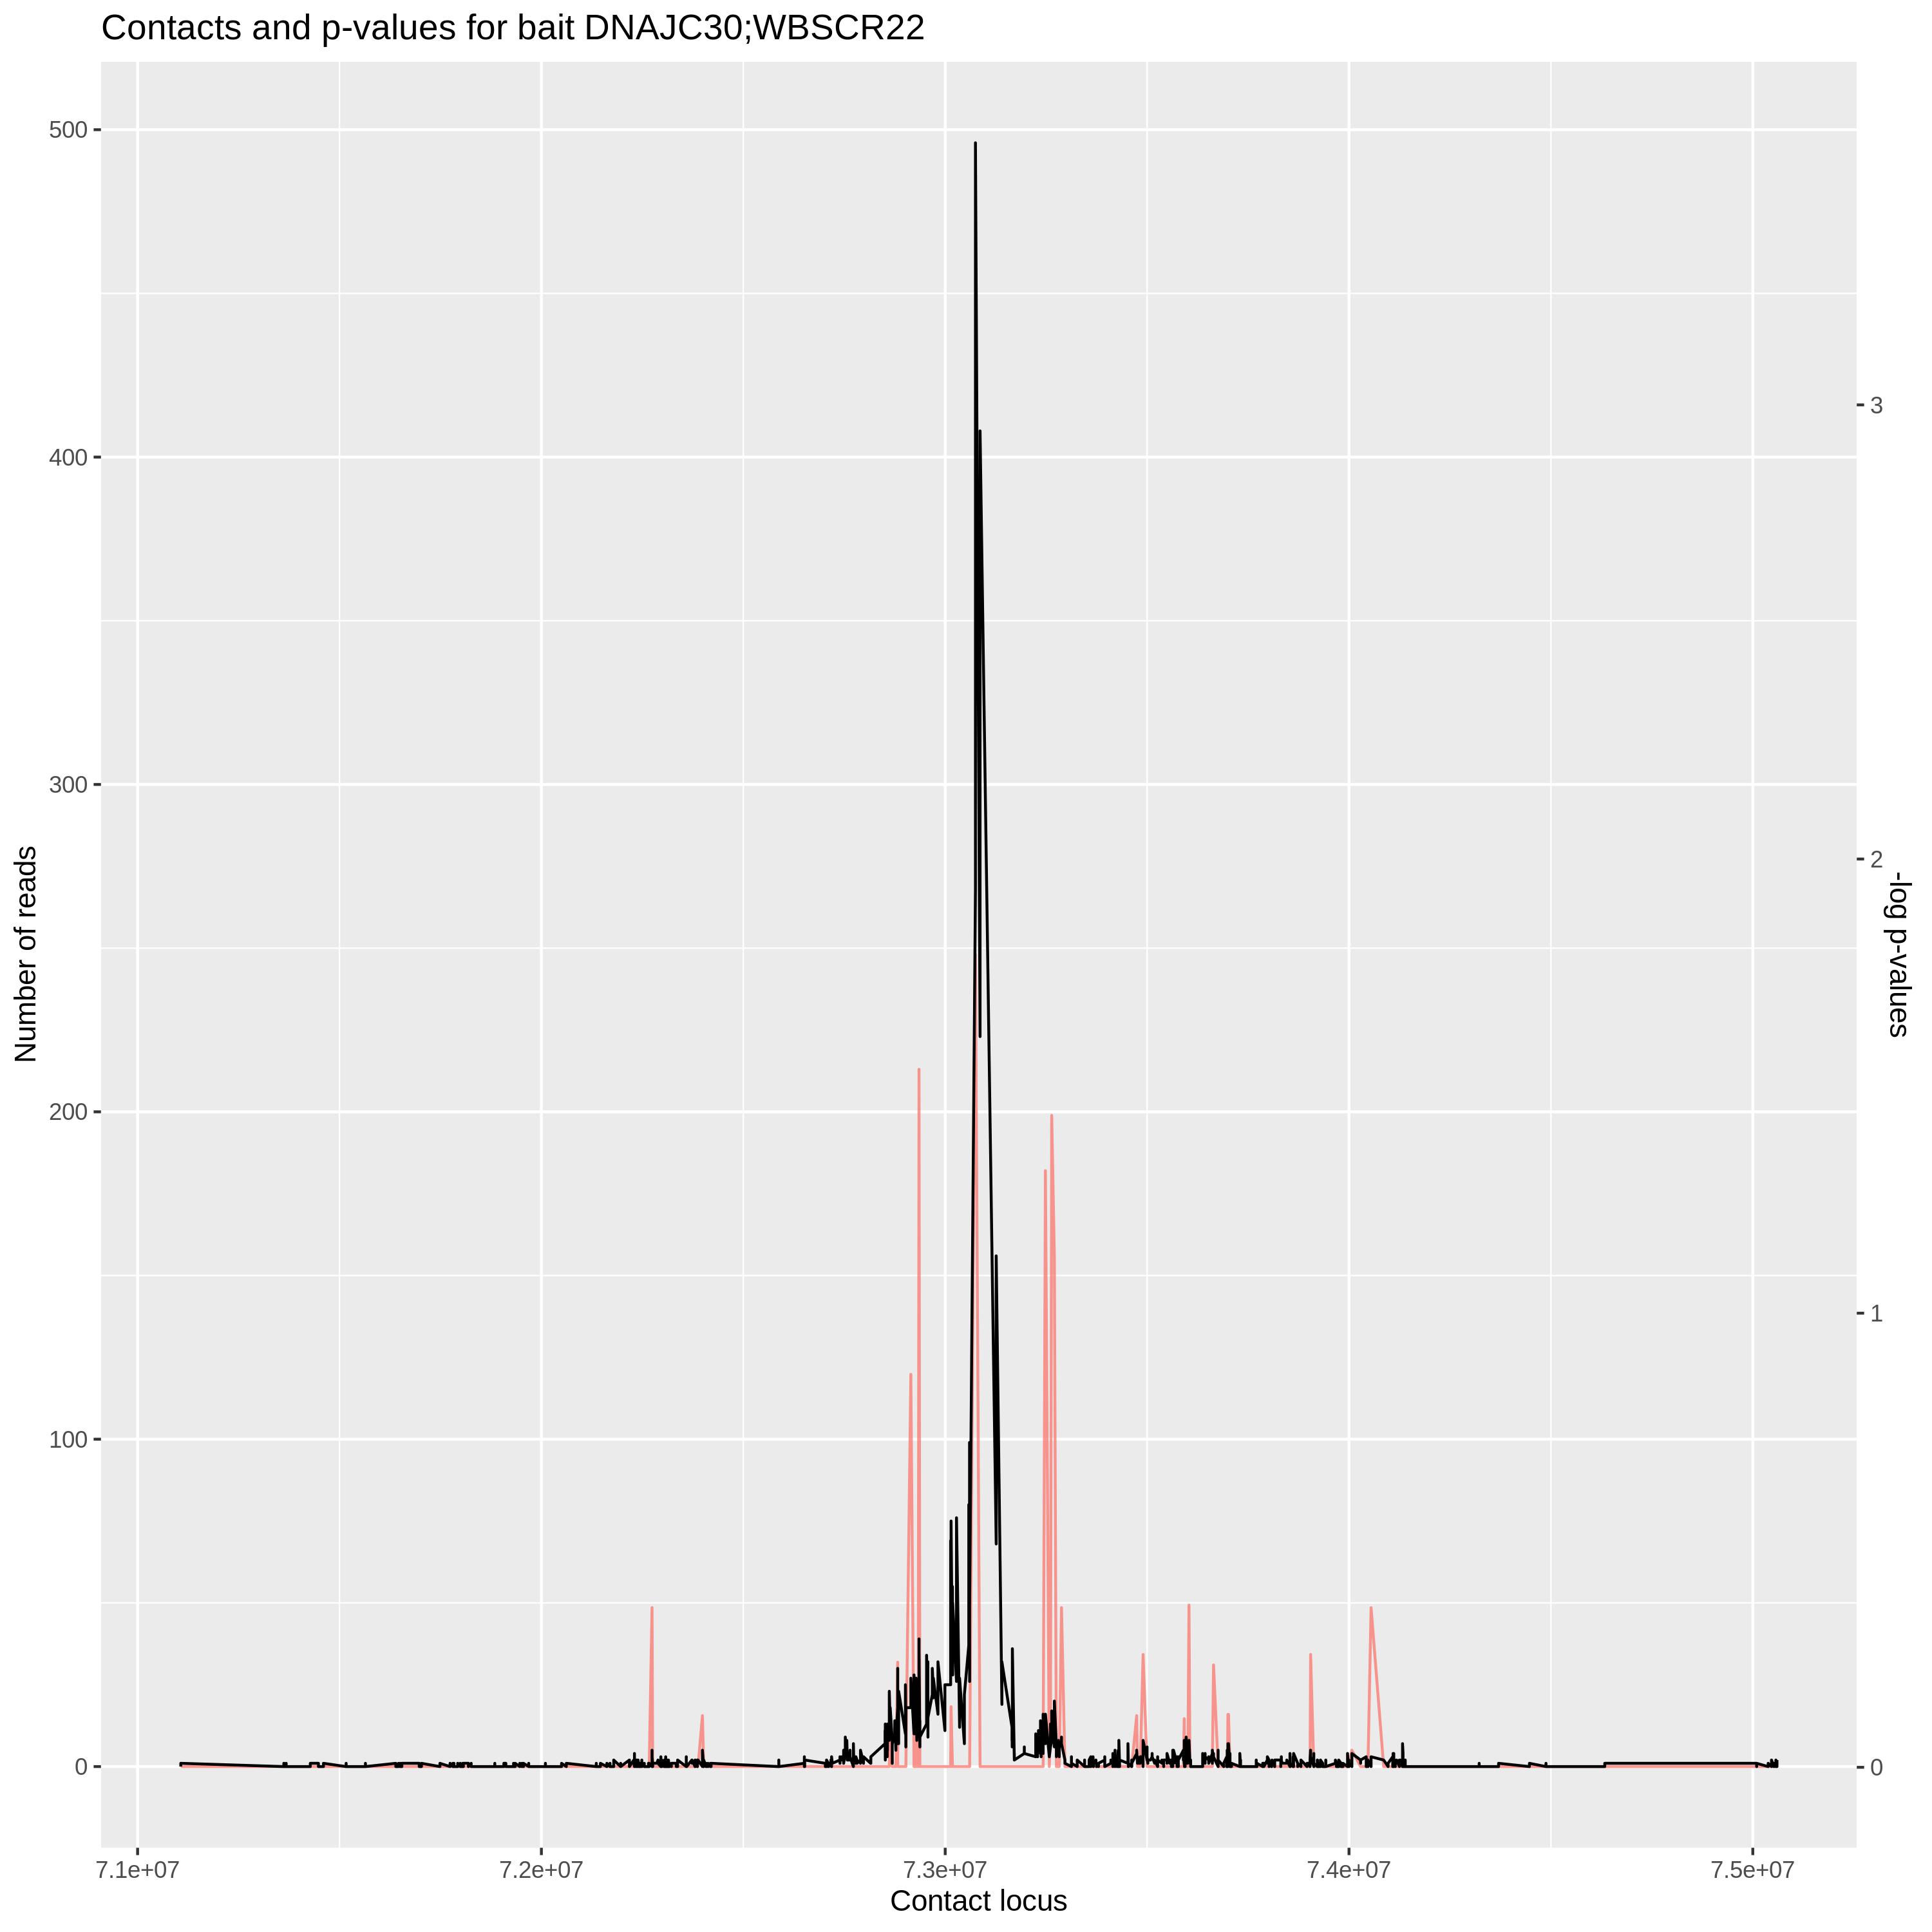 Contacts and p-values for bait DNAJC30;WBSCR22
500
400
300
200
100
0
Number of reads
3
2
1
0
-log p-values
7.1e+07 7.2e+07 7.3e+07 7.4e+07 7.5e+07
Contact locus